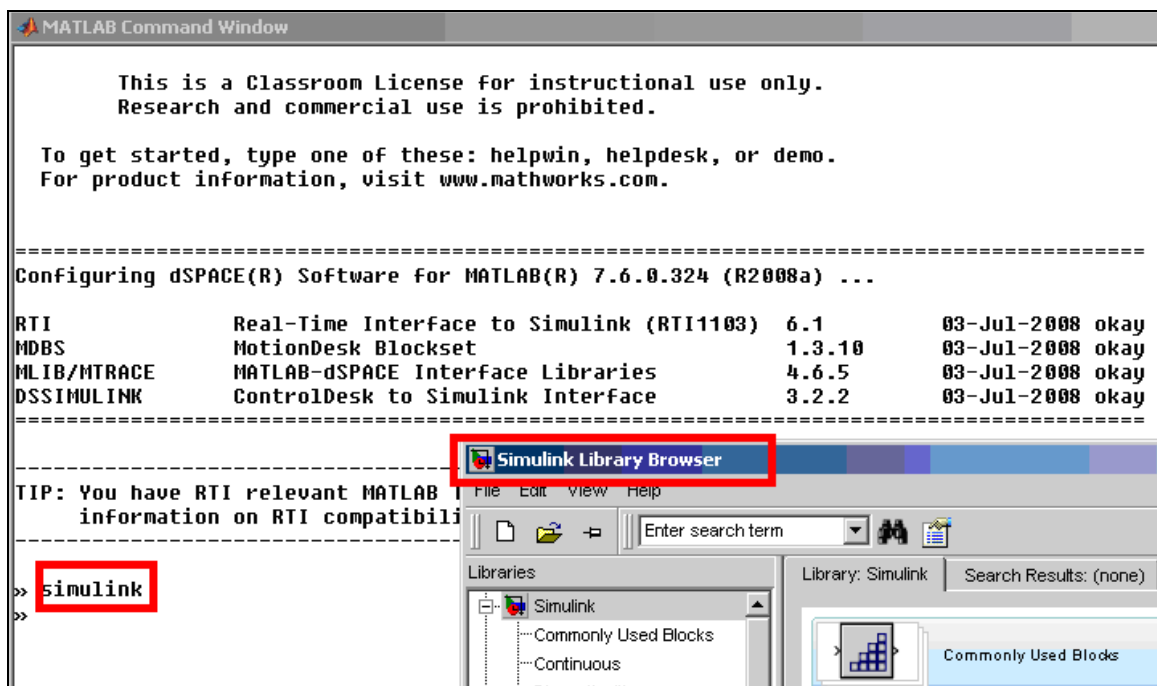 MATLAB Command Window
This is a Classroom License for instructional use only.
Research and commercial use is prohibited.
To get started, type one of these: helpwin, helpdesk, or demo.
For product information, visit www.mathworks.com.
================================================================================
Configuring dSPACE(R) Software for MATLAB(R) 7.6.0.324 (R2008a) ...
RTI Real-Time Interface to Simulink (RTI1103) 6.1 03-Jul-2008 okay
MDBS MotionDesk Blockset 1.3.10 03-Jul-2008 okay
MLIB/MTRACE MATLAB-dSPACE Interface Libraries 4.6.5 03-Jul-2008 okay
DSSIMULINK ControlDesk to Simulink Interface 3.2.2 03-Jul-2008 okay
================================================================================
TIP: You have RTI relevant MATLAB
information on RTI compatibili
» simulink
»
Simulink Library Browser
File Edit View Help
Enter search term
Libraries
Simulink
Commonly Used Blocks
Continuous
Library: Simulink
Search Results: (none)
Commonly Used Blocks